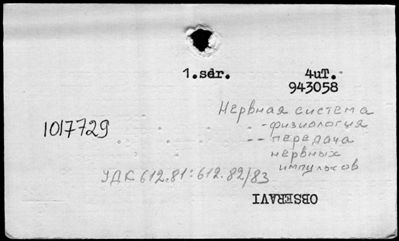 1.sdr. 4uT.
943058
Нервная система
1017729 --физиология
--передача
нервных
импульсов
УДК 612.81:612.82/83
OBSERAVI